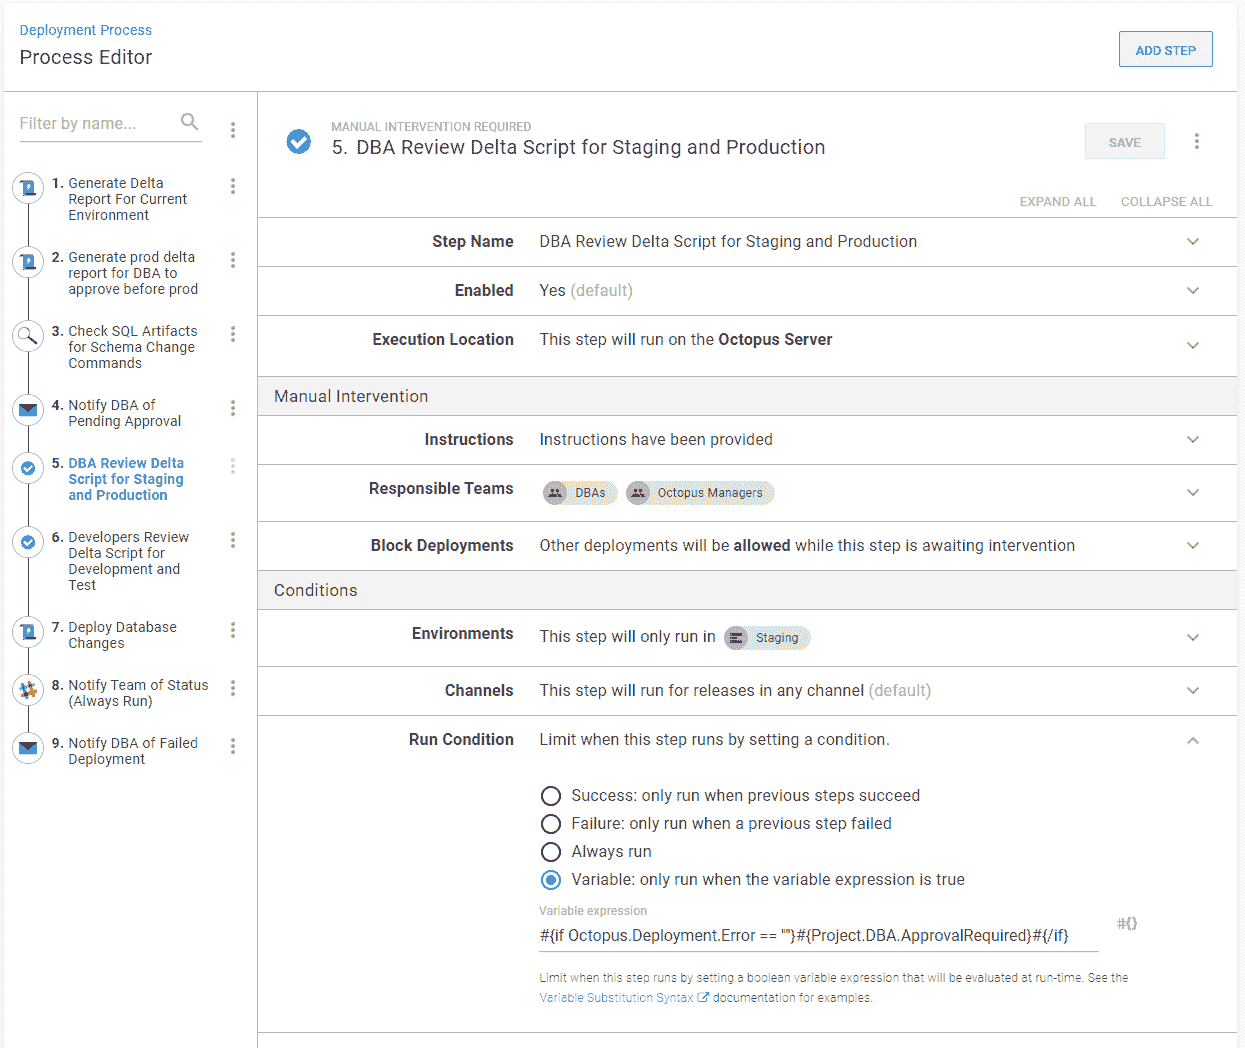 Deployment Process
Process Editor
ADD STEP
Filter by name...
1. Generate Delta
Report For Current
Environment
2. Generate prod delta
report for DBA to
approve before prod
3. Check SQL Artifacts
for Schema Change
Commands
4. Notify DBA of
Pending Approval
5. DBA Review Delta
Script for Staging
and Production
6. Developers Review
Delta Script for
Development and
Test
7. Deploy Database
Changes
8. Notify Team of Status
(Always Run)
9. Notify DBA of Failed
Deployment
MANUAL INTERVENTION REQUIRED
5. DBA Review Delta Script for Staging and Production
SAVE
EXPAND ALL COLLAPSE ALL
Step Name DBA Review Delta Script for Staging and Production
Enabled Yes (default)
Execution Location This step will run on the Octopus Server
Manual Intervention
Instructions Instructions have been provided
Responsible Teams DBAs Octopus Managers
Block Deployments Other deployments will be allowed while this step is awaiting intervention
Conditions
Environments This step will only run in Staging
Channels This step will run for releases in any channel (default)
Run Condition Limit when this step runs by setting a condition.
Success: only run when previous steps succeed
Failure: only run when a previous step failed
Always run
Variable: only run when the variable expression is true
Variable expression
#{if Octopus.Deployment.Error == ""}#{Project.DBA.ApprovalRequired}#{/if}
#{}
Limit when this step runs by setting a boolean variable expression that will be evaluated at run-time. See the
Variable Substitution Syntax documentation for examples.